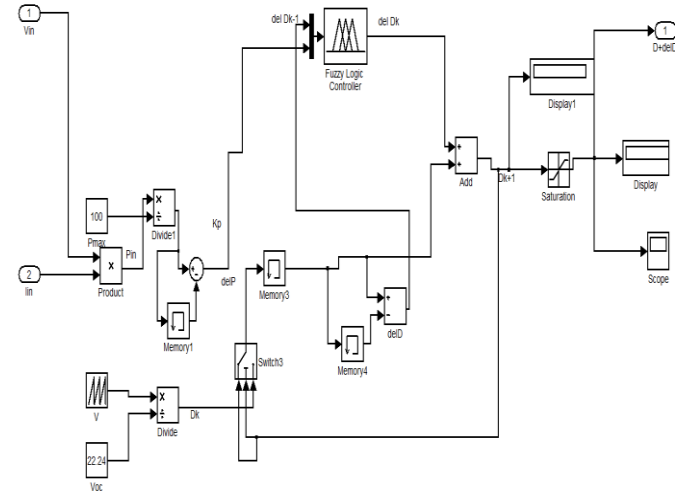 1
Vin
del Dk-1
del Dk
Fuzzy Logic
Controller
1
D+delD
Display1
Display
Scope
Add
Dk+1
Saturation
100
Pmax
Divide1
Kp
Pin
2
Iin
Product
delP
Memory1
Memory3
Memory4
delD
Switch3
V
Divide
Dk
22.24
Voc